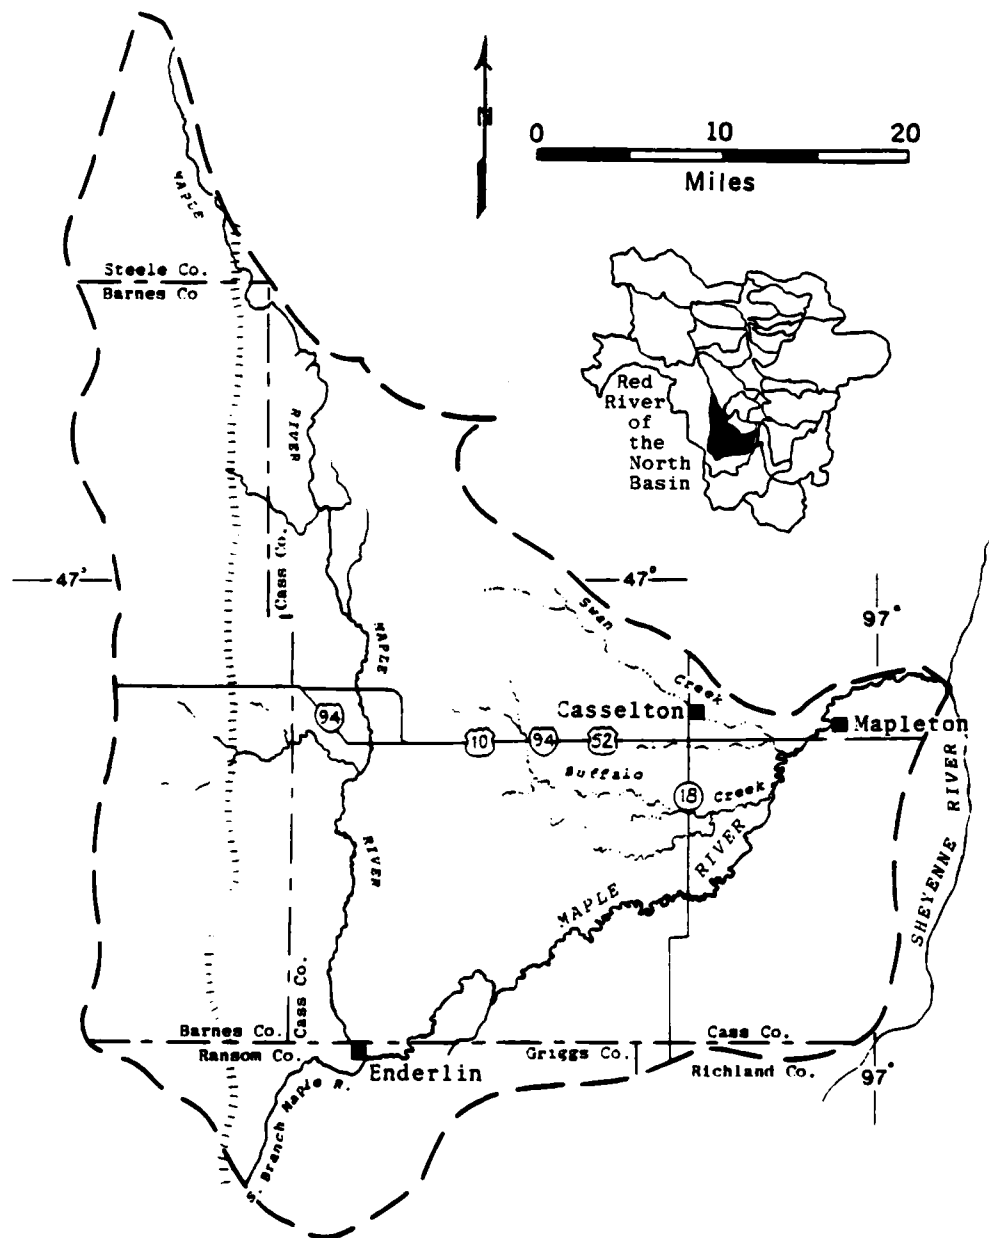 N
0 10 20
Miles
MAPLE
Steele Co.
Barnes Co
Red
River
of
the
North
Basin
RIVER
Cass Co.
47°
47°
97°
Swan
Creek
MAPLE
94
Casselton
Mapleton
10
94
52
Buffalo
Creek
18
RIVER
MAPLE
RIVER
SHEYENNE RIVER
Cass Co.
Barnes Co.
Ransom Co.
Griggs Co.
Cass Co.
Richland Co.
97°
Enderlin
S. Branch Maple R.